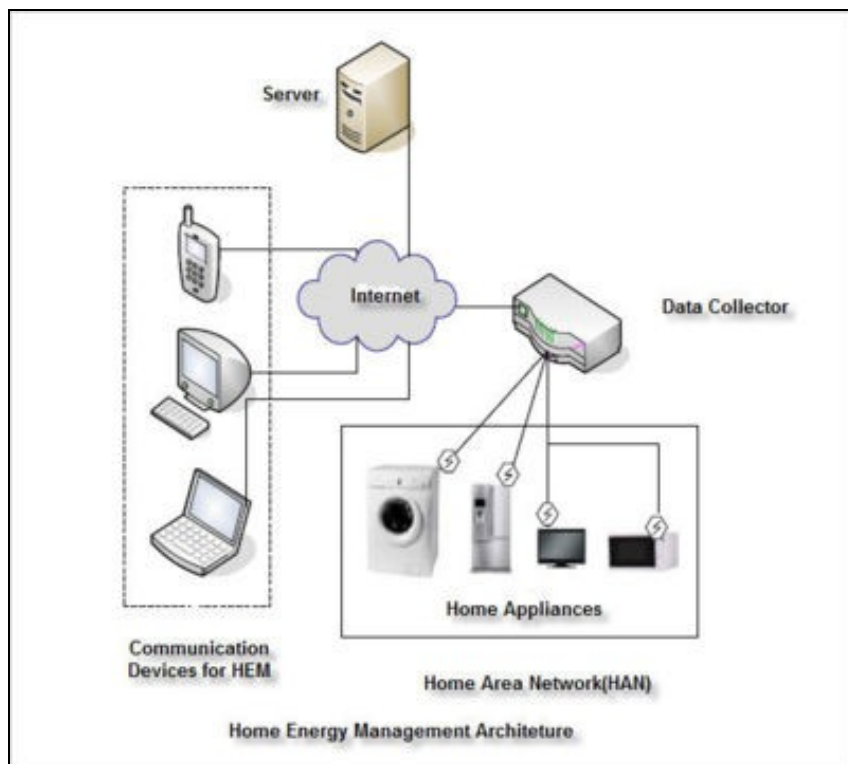 Server
Internet
Data Collector
Home Appliances
Communication
Devices for HEM
Home Area Network(HAN)
Home Energy Management Architeture